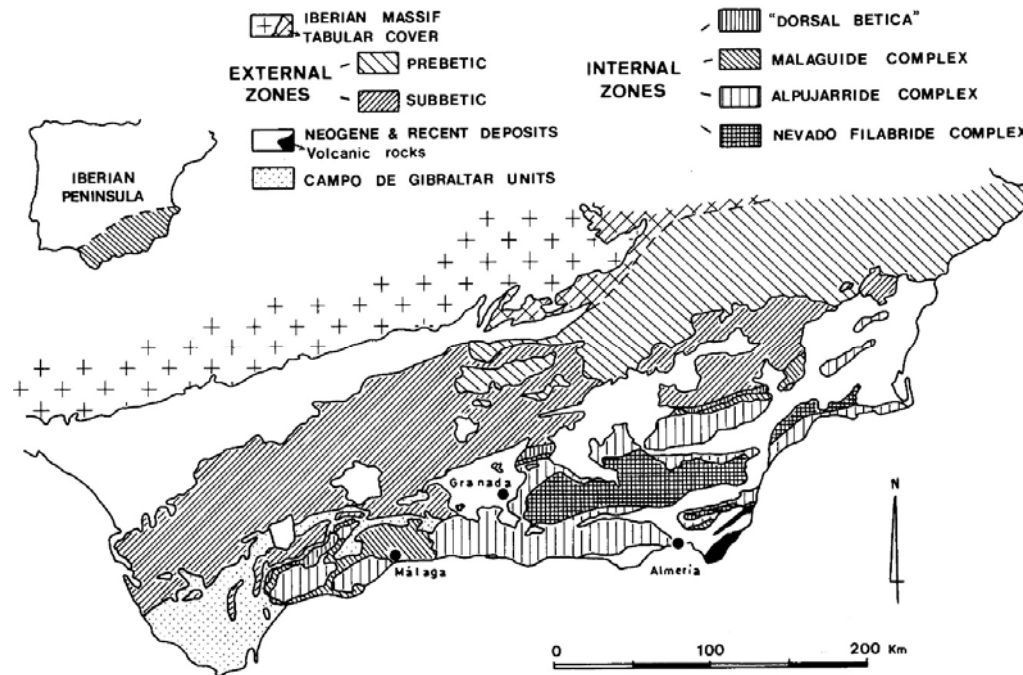 IBERIAN MASSIF
TABULAR COVER
EXTERNAL
ZONES
PREBETIC
SUBBETIC
NEOGENE & RECENT DEPOSITS
Volcanic rocks
CAMPO DE GIBRALTAR UNITS
INTERNAL
ZONES
"DORSAL BETICA"
MALAGUIDE COMPLEX
ALPUJARRIDE COMPLEX
NEVADO FILABRIDE COMPLEX
IBERIAN
PENINSULA
Granada
Málaga
Almería
N
0 100 200 Km